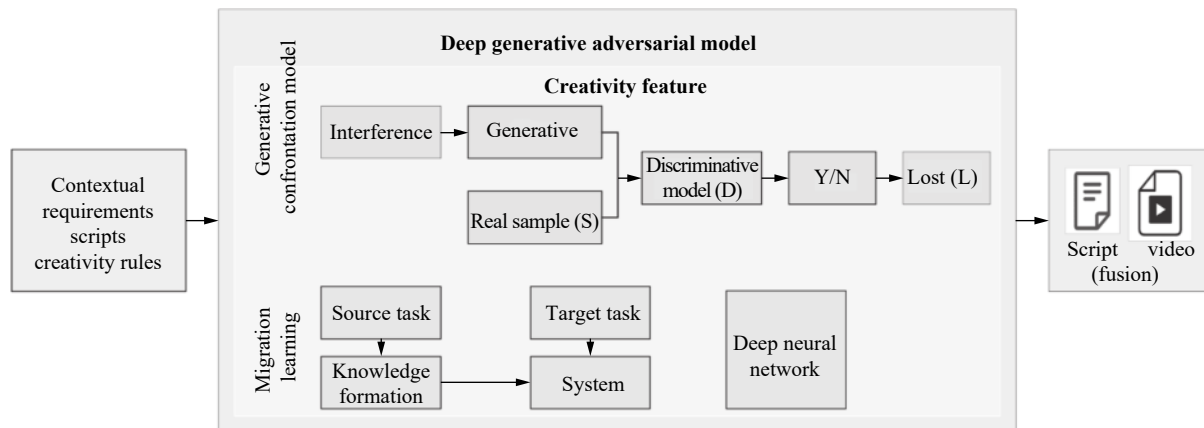 Deep generative adversarial model
Creativity feature
Generative
confrontation model
Interference
Generative
Discriminative
model (D)
Y/N
Lost (L)
Real sample (S)
Contextual
requirements
scripts
creativity rules
Script video
(fusion)
Migration
learning
Source task
Target task
Deep neural
network
Knowledge
formation
System